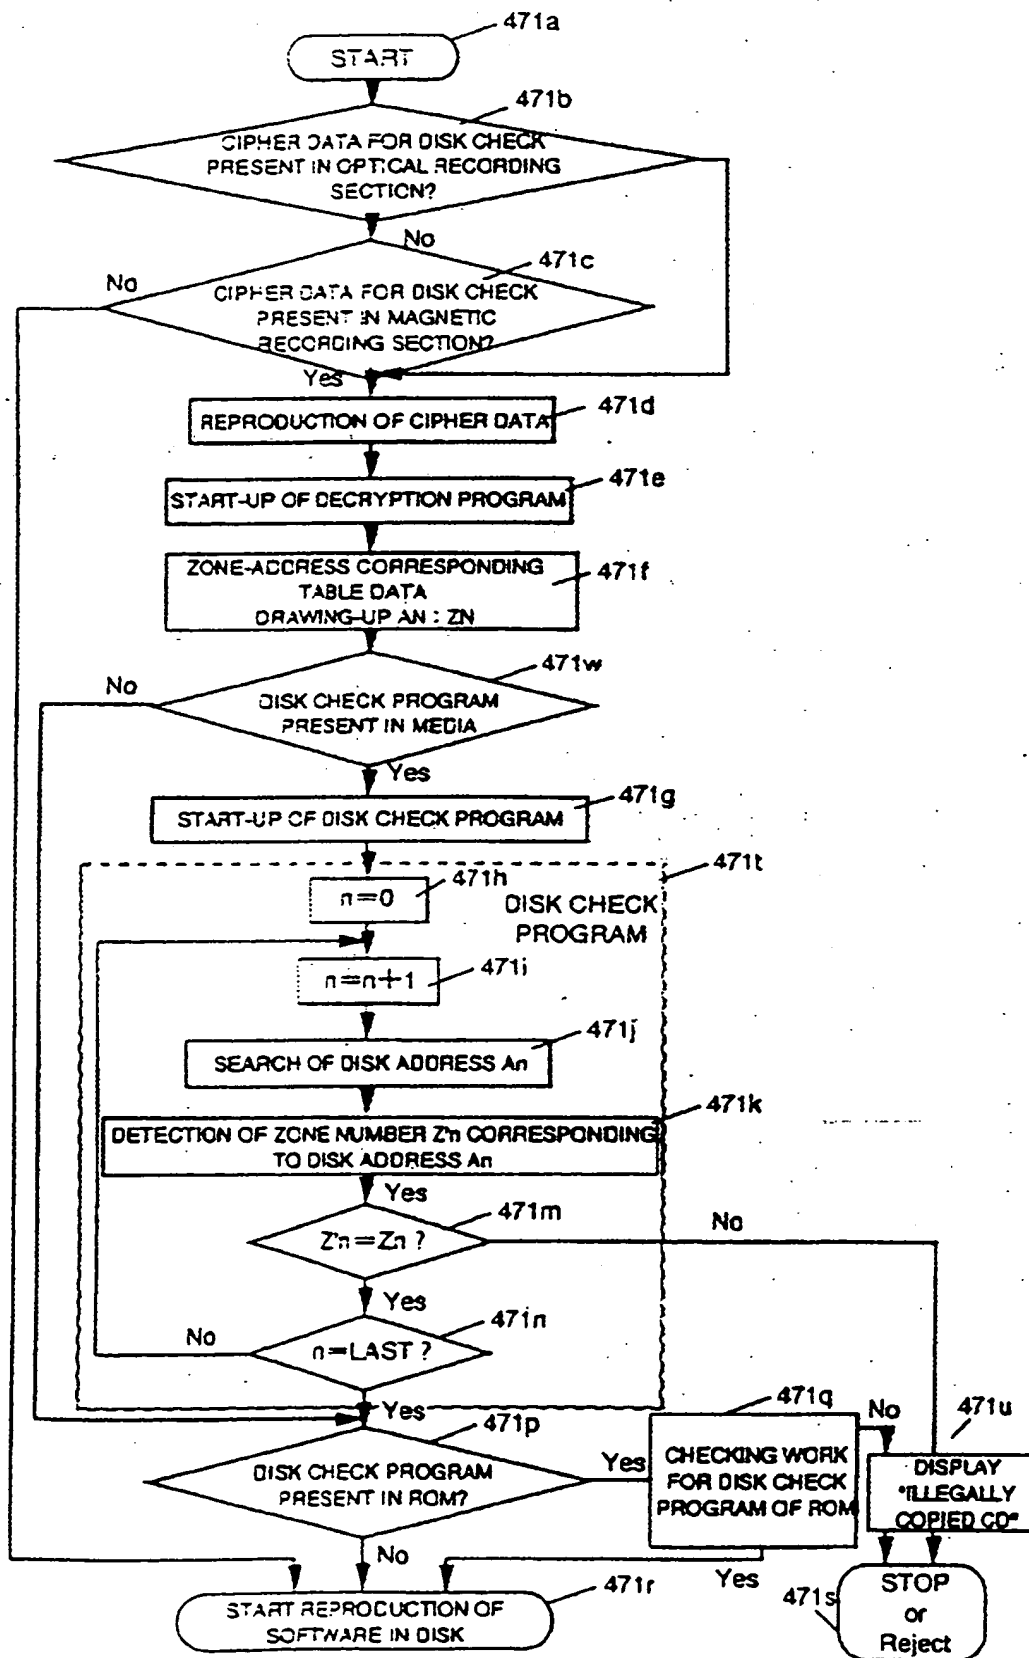 471a
START
471b
CIPHER DATA FOR DISK CHECK
PRESENT IN OPTICAL RECORDING
SECTION?
No
471c
No
CIPHER DATA FOR DISK CHECK
PRESENT IN MAGNETIC
RECORDING SECTION?
Yes
471d
REPRODUCTION OF CIPHER DATA
471e
START-UP OF DECRYPTION PROGRAM
ZONE-ADDRESS CORRESPONDING
TABLE DATA
DRAWING-UP AN : ZN
471f
471w
No
DISK CHECK PROGRAM
PRESENT IN MEDIA
Yes
471g
START-UP OF DISK CHECK PROGRAM
471t
471h
n=0
DISK CHECK
PROGRAM
471i
n=n+1
471j
SEARCH OF DISK ADDRESS An
471k
DETECTION OF ZONE NUMBER Z'n CORRESPONDING
TO DISK ADDRESS An
Yes
471m
No
Z'n=Zn ?
Yes
471n
No
n=LAST ?
Yes
471p
471q
No
471u
DISK CHECK PROGRAM
PRESENT IN ROM?
Yes
CHECKING WORK
FOR DISK CHECK
PROGRAM OF ROM
DISPLAY
"ILLEGALLY
COPIED CD"
No
Yes
471r
START REPRODUCTION OF
SOFTWARE IN DISK
471s
STOP
or
Reject